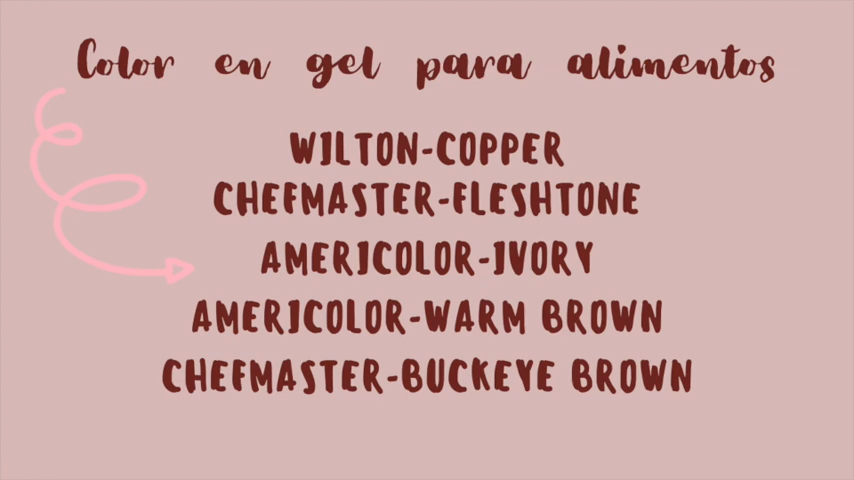 Color en gel para alimentos
WILTON-COPPER
CHEFMASTER-FLESHTONE
AMERICOLOR-IVORY
AMERICOLOR-WARM BROWN
CHEFMASTER-BUCKEYE BROWN